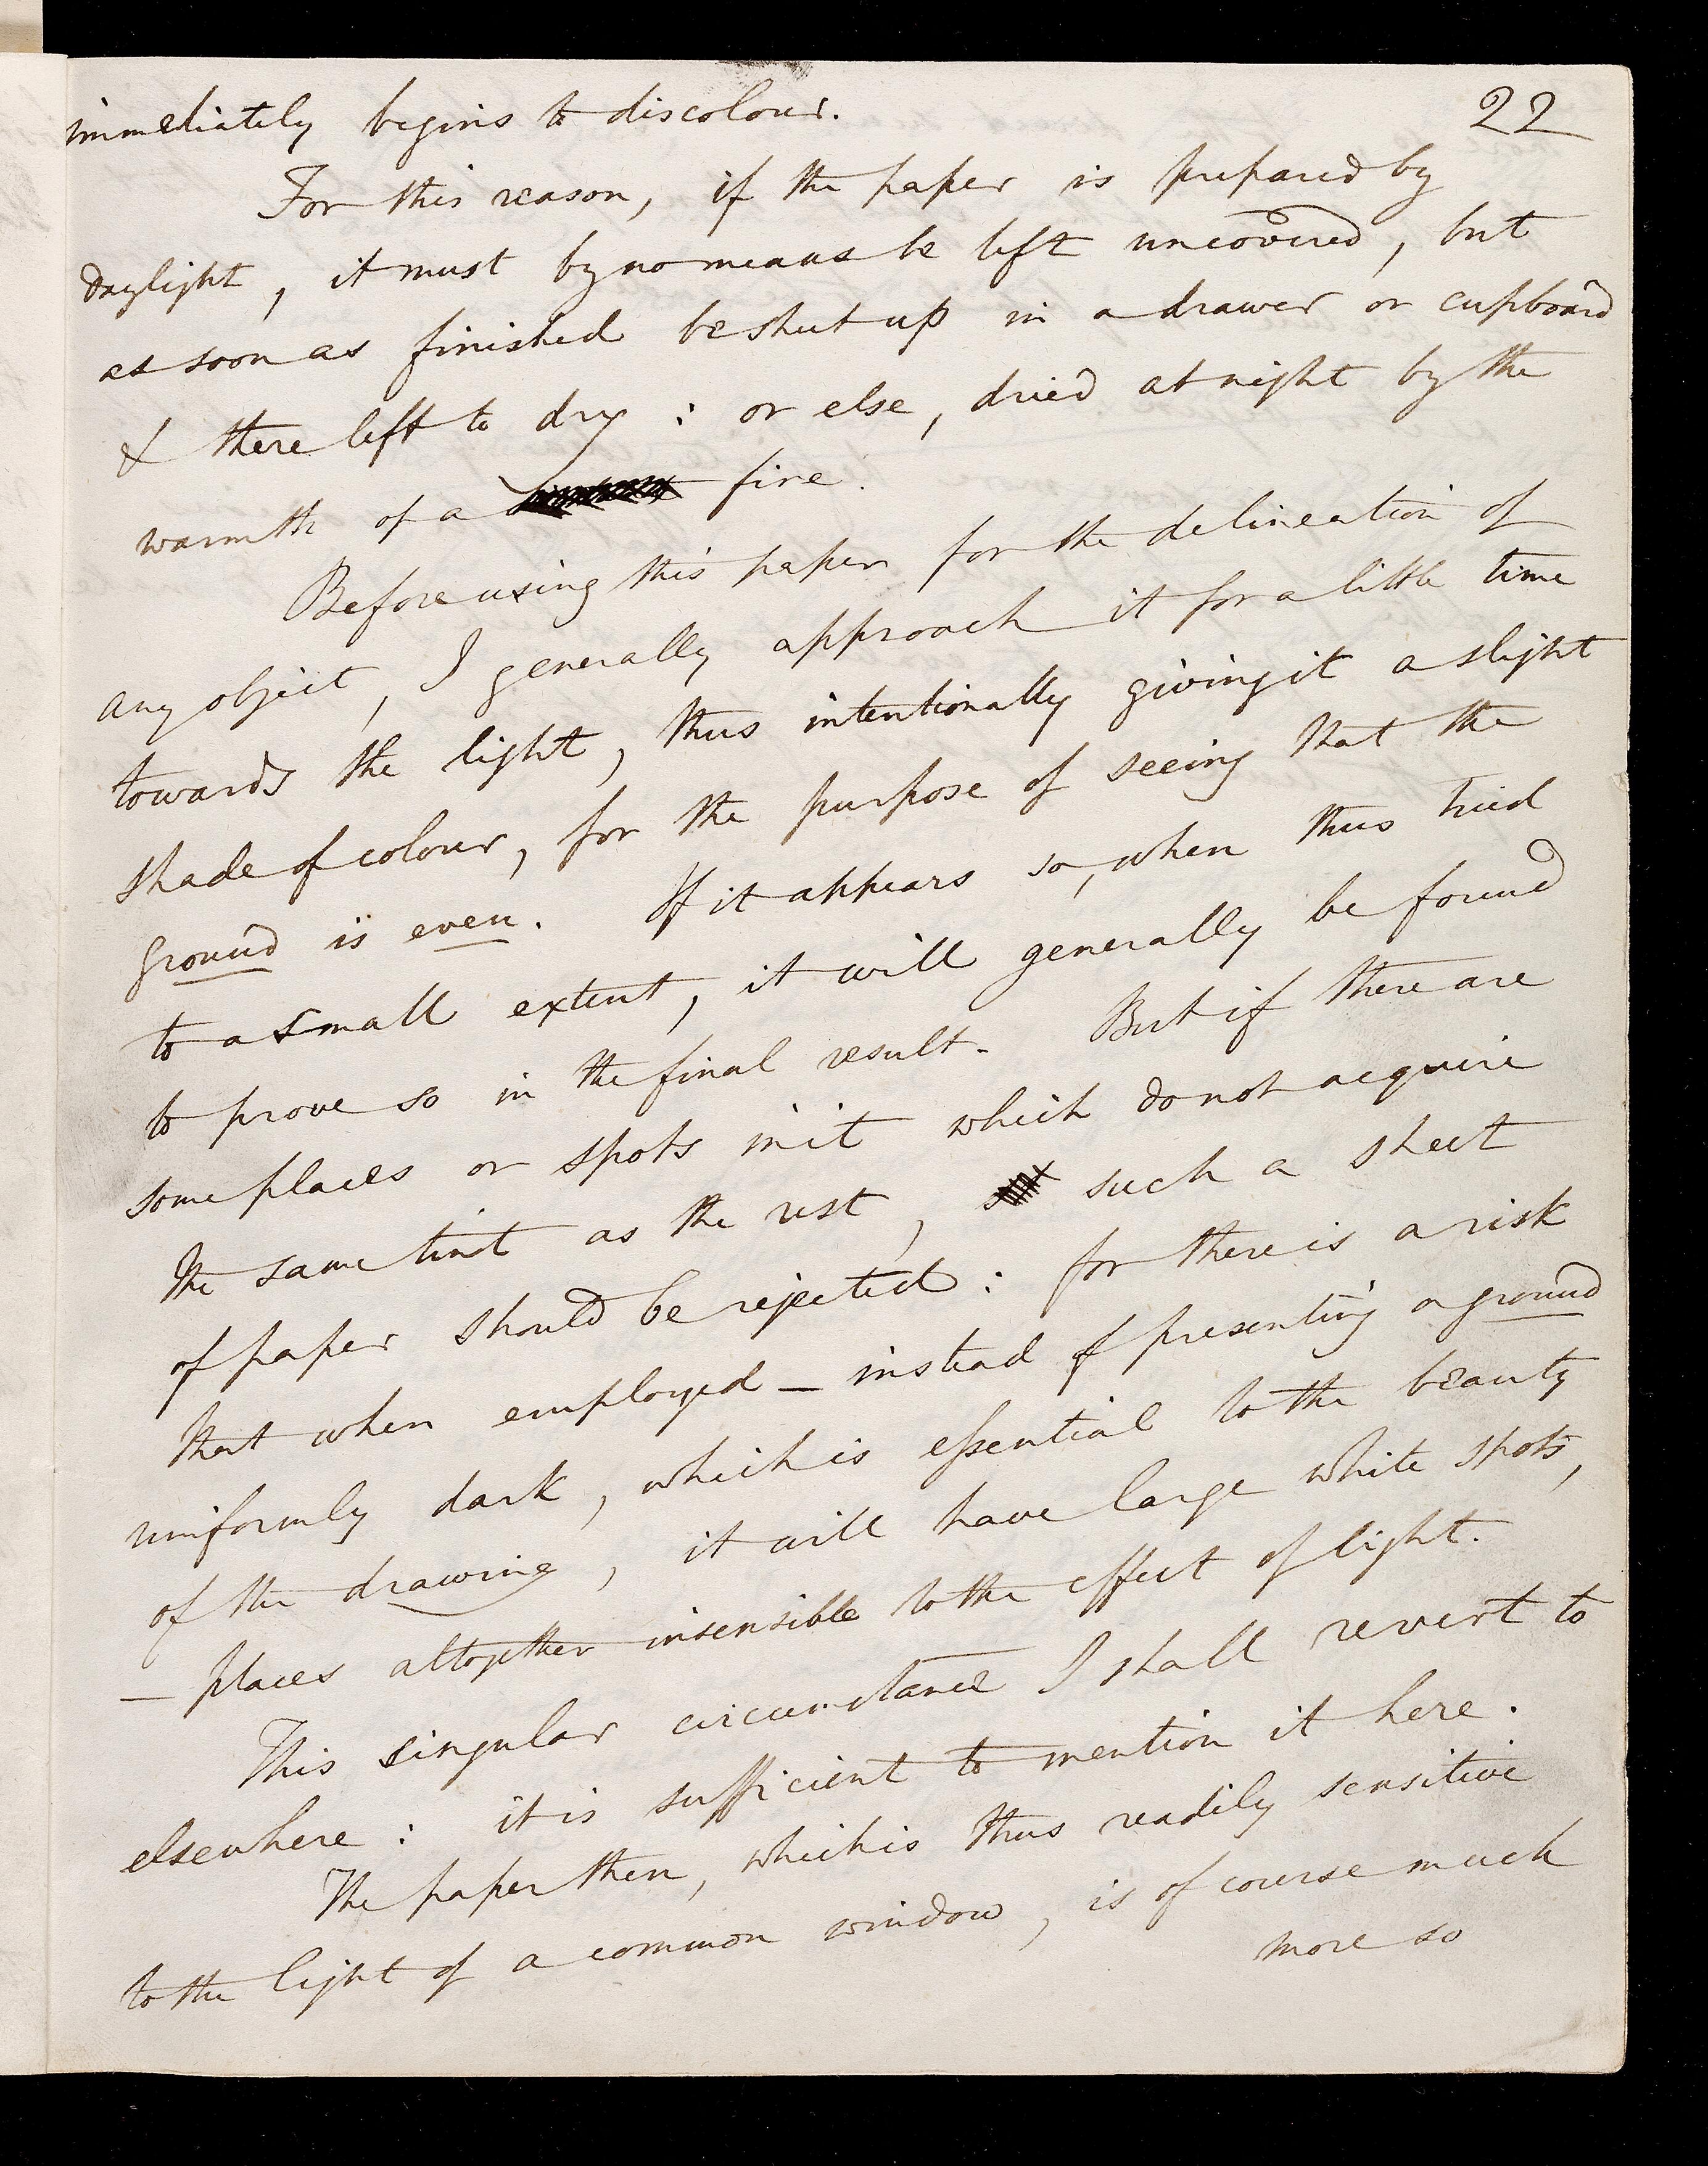 22
immediately begins to discolour.
For this reason, if the paper is prepared by
daylight, it must by no means be left uncovered, but
as soon as finished be shut up in a drawer or cupboard
& there left to dry : or else, dried at night by the
warmth of a fire.
Before using this paper for the delineation of
any object, I generally approach it for a little time
towards the light, thus intentionally giving it a slight
shade of colour, for the purpose of seeing that the
ground is even. If it appears so, when thus tried
to a small extent, it will generally be found
to prove so in the final result. But if there are
some places or spots in it which do not acquire
the same tint as the rest, such a sheet
of paper should be rejected : for there is a risk
that when employed — instead of presenting a ground
uniformly dark, which is essential to the beauty
of the drawing, it will have large white spots,
— places altogether insensible to the effect of light.
This singular circumstance I shall revert to
elsewhere : it is sufficient to mention it here.
The paper then, which is thus readily sensitive
to the light of a common window, is of course much
more so